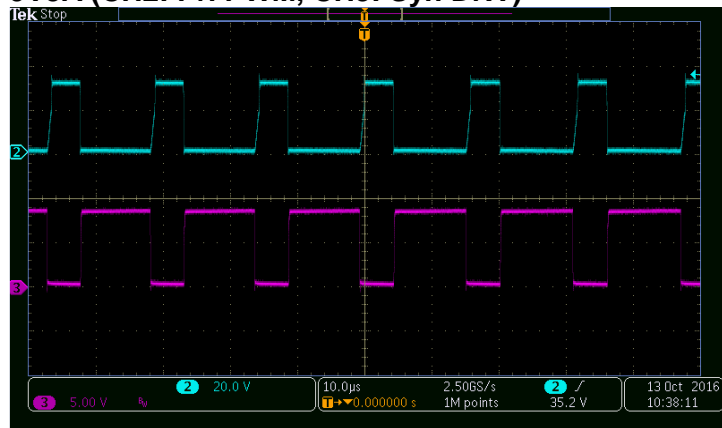 Tek Stop
T
T
2
3
2 20.0 V
3 5.00 V BW
10.0µs 2.50GS/s 2
T→▼0.000000 s 1M points 35.2 V
13 Oct 2016
10:38:11